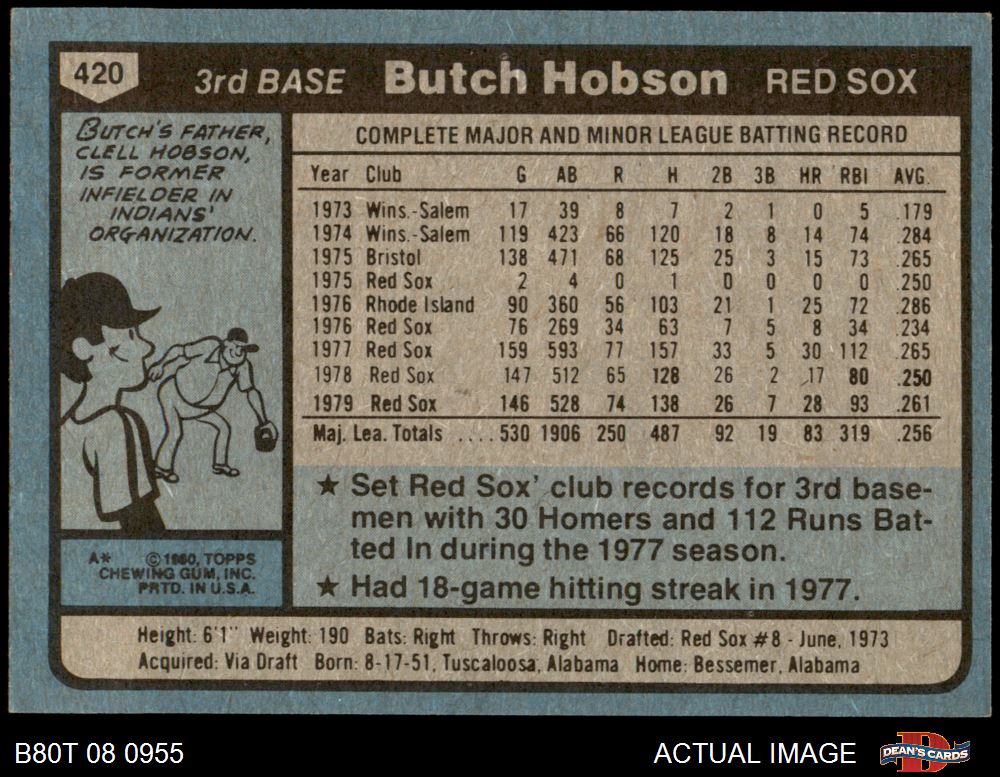 420 3rd BASE Butch Hobson RED SOX
BUTCH'S FATHER,
CLELL HOBSON,
IS FORMER
INFIELDER IN
INDIANS'
ORGANIZATION.
COMPLETE MAJOR AND MINOR LEAGUE BATTING RECORD
Year Club G AB R H 2B 3B HR RBI AVG.
1973 Wins.-Salem 17 39 8 7 2 1 0 5 .179
1974 Wins.-Salem 119 423 66 120 18 8 14 74 .284
1975 Bristol 138 471 68 125 25 3 15 73 .265
1975 Red Sox 2 4 0 1 0 0 0 0 .250
1976 Rhode Island 90 360 56 103 21 1 25 72 .286
1976 Red Sox 76 269 34 63 7 5 8 34 .234
1977 Red Sox 159 593 77 157 33 5 30 112 .265
1978 Red Sox 147 512 65 128 26 2 17 80 .250
1979 Red Sox 146 528 74 138 26 7 28 93 .261
Maj. Lea. Totals .... 530 1906 250 487 92 19 83 319 .256
★ Set Red Sox' club records for 3rd base-
men with 30 Homers and 112 Runs Bat-
ted In during the 1977 season.
★ Had 18-game hitting streak in 1977.
A* © 1980, TOPPS
CHEWING GUM, INC.
PRTD. IN U.S.A.
Height: 6'1" Weight: 190 Bats: Right Throws: Right Drafted: Red Sox #8 - June, 1973
Acquired: Via Draft Born: 8-17-51, Tuscaloosa, Alabama Home: Bessemer, Alabama
B80T 08 0955 ACTUAL IMAGE DEAN'S CARDS